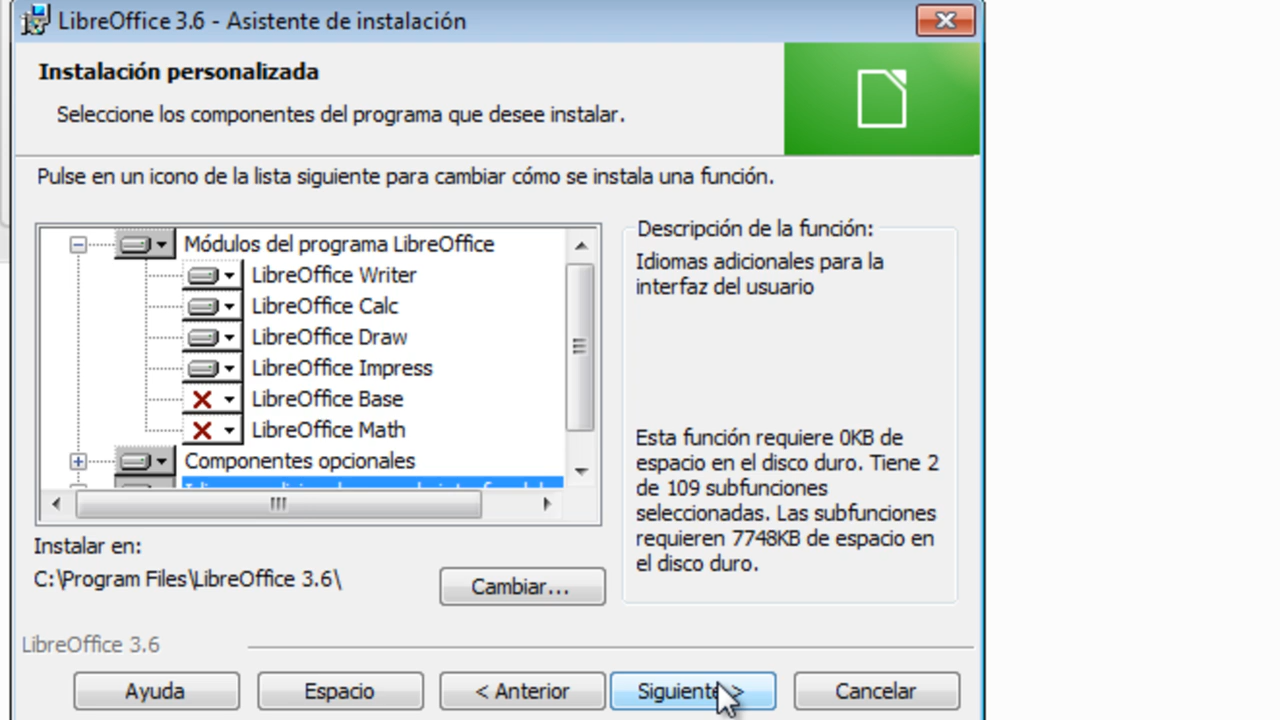 LibreOffice 3.6 - Asistente de instalación
Instalación personalizada
Seleccione los componentes del programa que desee instalar.
Pulse en un icono de la lista siguiente para cambiar cómo se instala una función.
Módulos del programa LibreOffice
LibreOffice Writer
LibreOffice Calc
LibreOffice Draw
LibreOffice Impress
LibreOffice Base
LibreOffice Math
Componentes opcionales
Descripción de la función:
Idiomas adicionales para la
interfaz del usuario
Esta función requiere 0KB de
espacio en el disco duro. Tiene 2
de 109 subfunciones
seleccionadas. Las subfunciones
requieren 7748KB de espacio en
el disco duro.
Instalar en:
C:\Program Files\LibreOffice 3.6\
Cambiar...
LibreOffice 3.6
Ayuda
Espacio
< Anterior
Siguiente >
Cancelar